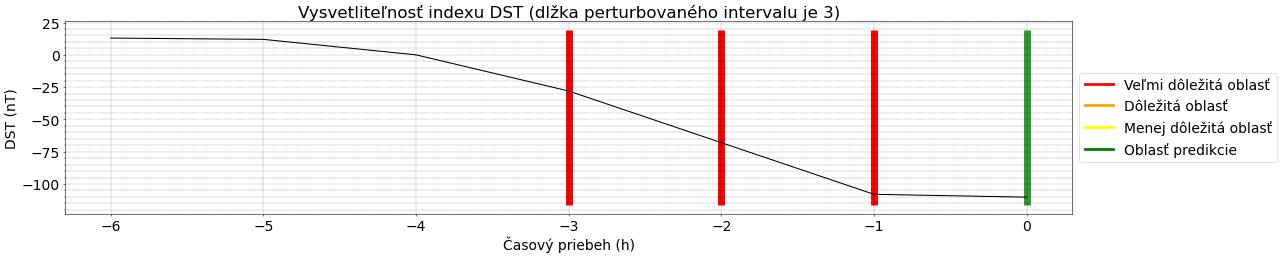 Vysvetliteľnosť indexu DST (dlžka perturbovaného intervalu je 3)
25
0
−25
−50
−75
−100
DST (nT)
−6
−5
−4
−3
−2
−1
0
Časový priebeh (h)
Veľmi dôležitá oblasť
Dôležitá oblasť
Menej dôležitá oblasť
Oblasť predikcie